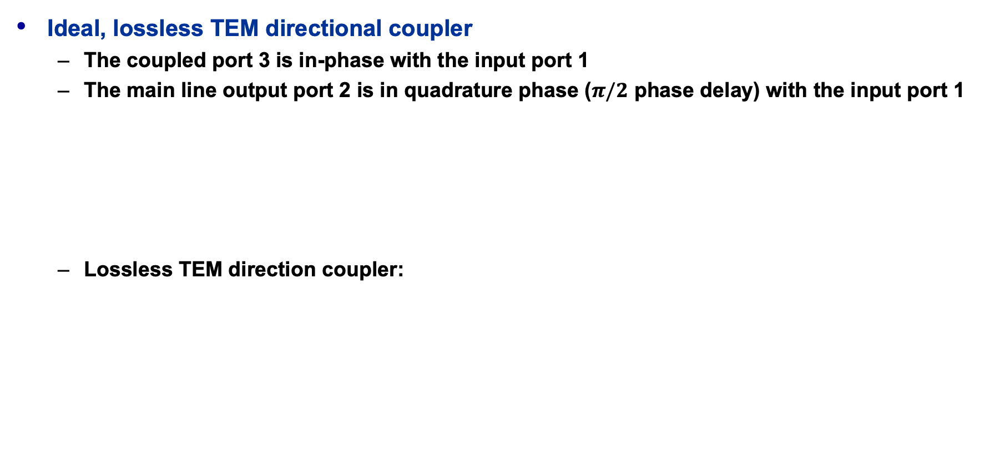 • Ideal, lossless TEM directional coupler
– The coupled port 3 is in-phase with the input port 1
– The main line output port 2 is in quadrature phase (π/2 phase delay) with the input port 1
– Lossless TEM direction coupler: